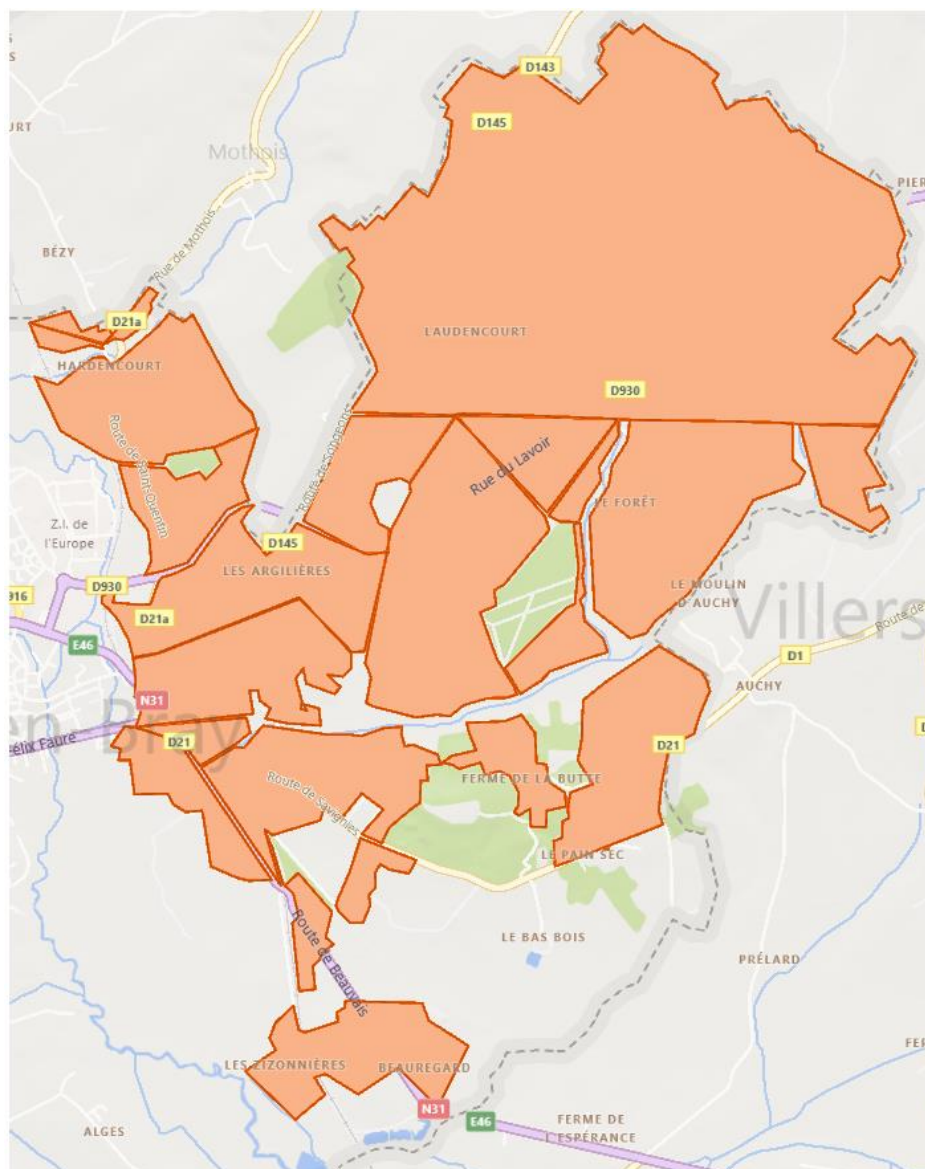 D143
D145
Mothois
PIER
BÉZY
Rue de Mothois
D21a
LAUDENCOURT
HARDENCOURT
D930
Route de Songeons
Route de Saint-Quentin
Rue du Lavoir
LE FORÊT
Z.I. de
l'Europe
D145
LES ARGILIÈRES
D930
916
LE MOULIN
D'AUCHY
D21a
Villers
Route de
E46
D1
AUCHY
N31
en Bray
élix Faure
D21
D21
FERME DE LA BUTTE
Route de Savignies
LE PAIN SEC
Route de Beauvais
LE BAS BOIS
PRÉLARD
FER
LES ZIZONNIÈRES
BEAUREGARD
N31
E46
FERME DE
L'ESPÉRANCE
ALGES